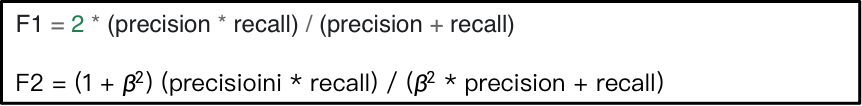 F1 = 2 * (precision * recall) / (precision + recall)
F2 = (1 + β²) (precisioini * recall) / (β² * precision + recall)